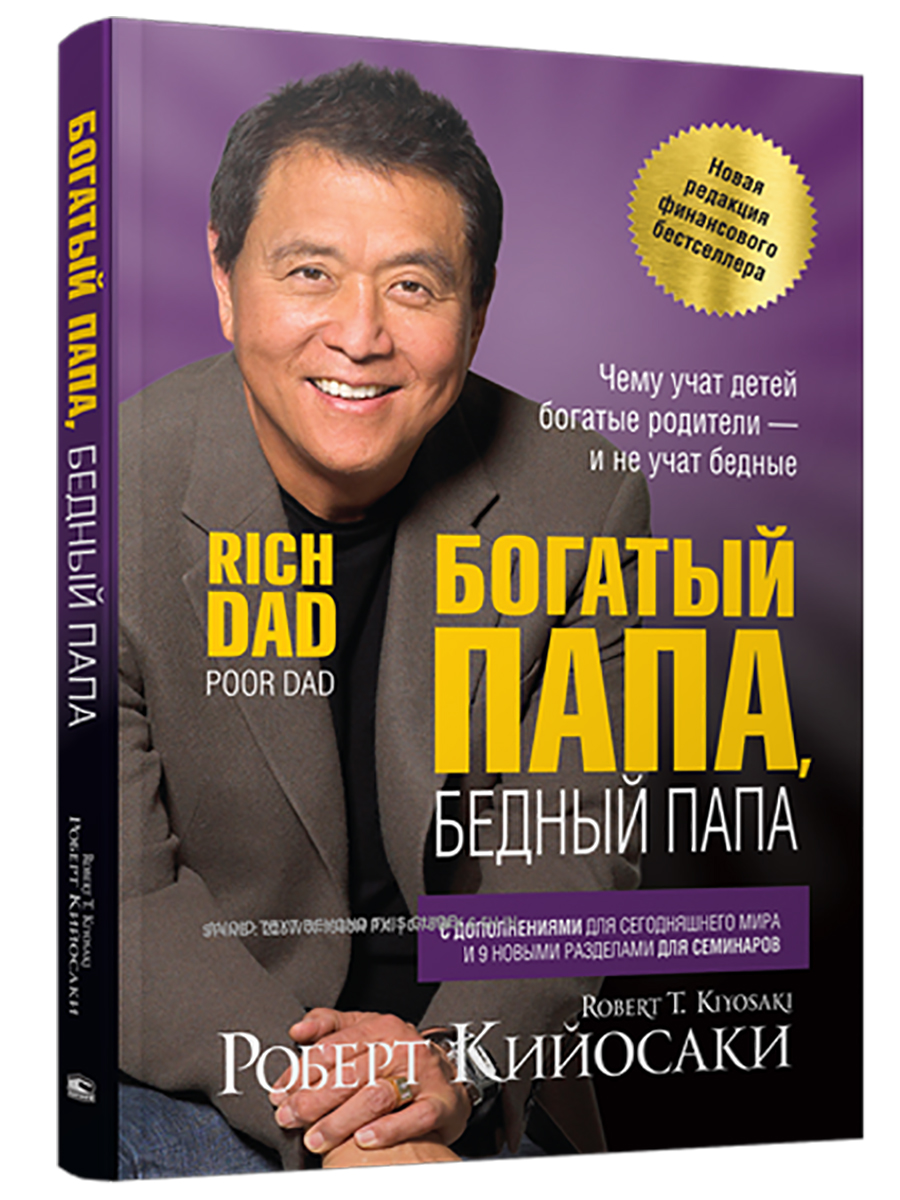 БОГАТЫЙ ПАПА, БЕДНЫЙ ПАПА
ROBERT T. KIYOSAKI
РОБЕРТ КИЙОСАКИ
Новая
редакция
финансового
бестселлера
Чему учат детей
богатые родители —
и не учат бедные
RICH
DAD
POOR DAD
БОГАТЫЙ
ПАПА,
БЕДНЫЙ ПАПА
С ДОПОЛНЕНИЯМИ ДЛЯ СЕГОДНЯШНЕГО МИРА
И 9 НОВЫМИ РАЗДЕЛАМИ ДЛЯ СЕМИНАРОВ
ROBERT T. KIYOSAKI
РОБЕРТ КИЙОСАКИ